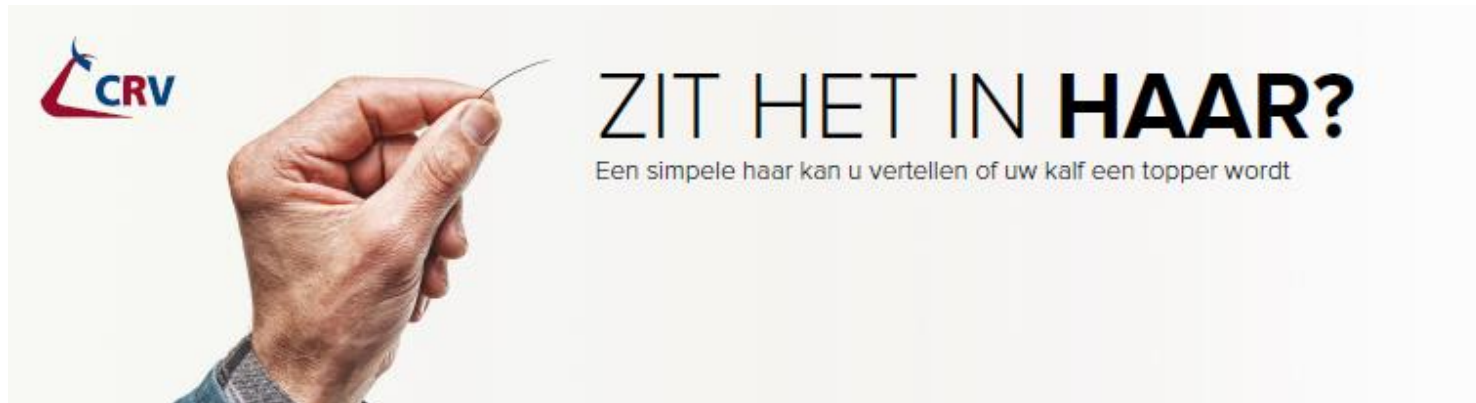 CRV
ZIT HET IN HAAR?
Een simpele haar kan u vertellen of uw kalf een topper wordt